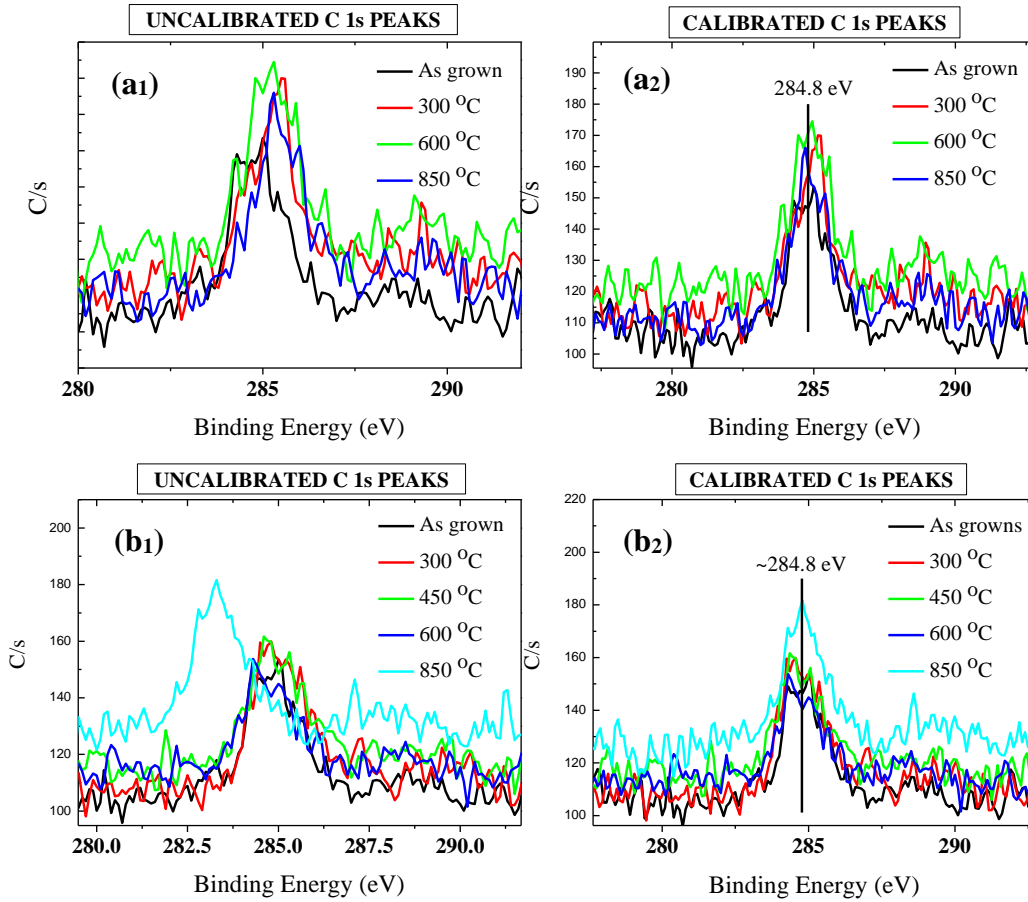 UNCALIBRATED C 1s PEAKS
(a1)
As grown
300 °C
600 °C
850 °C
C/s
280 285 290
Binding Energy (eV)
CALIBRATED C 1s PEAKS
(a2)
284.8 eV
As grown
300 °C
600 °C
850 °C
C/s
190
180
170
160
150
140
130
120
110
100
280 285 290
Binding Energy (eV)
UNCALIBRATED C 1s PEAKS
(b1)
As grown
300 °C
450 °C
600 °C
850 °C
C/s
200
180
160
140
120
100
280.0 282.5 285.0 287.5 290.0
Binding Energy (eV)
CALIBRATED C 1s PEAKS
(b2)
~284.8 eV
As growns
300 °C
450 °C
600 °C
850 °C
C/s
220
200
180
160
140
120
100
280 285 290
Binding Energy (eV)